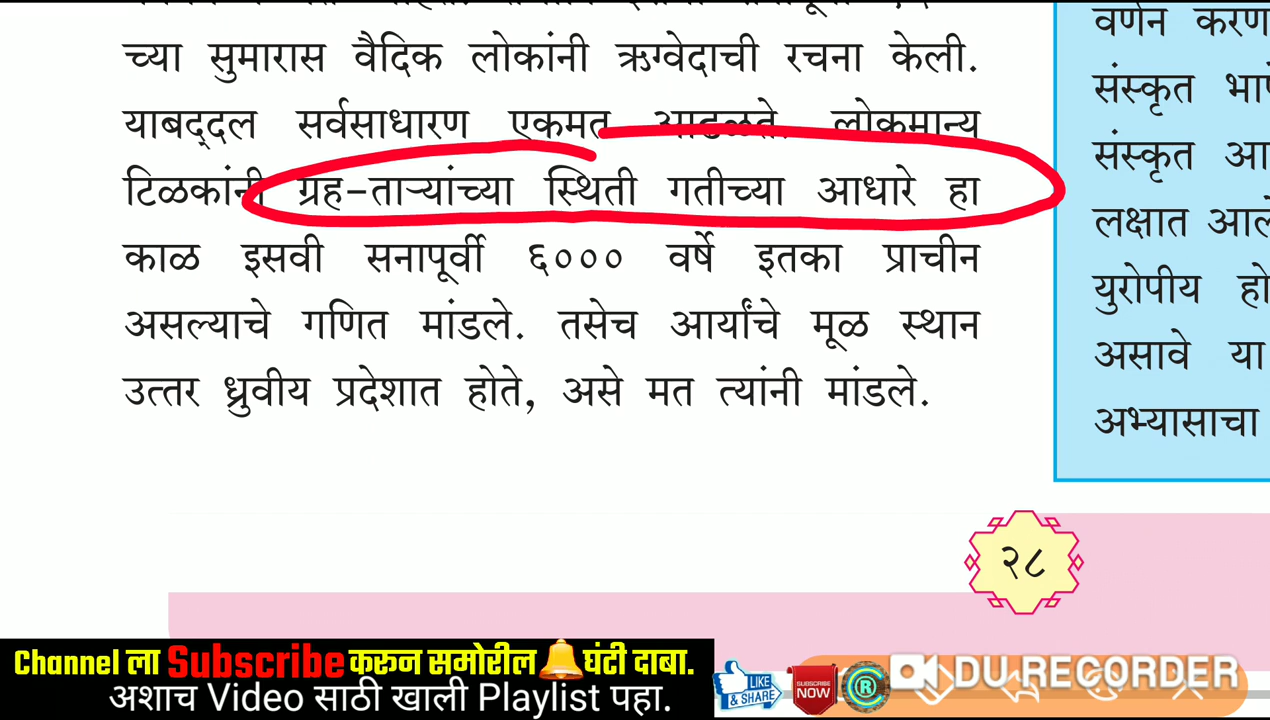 च्या सुमारास वैदिक लोकांनी ऋग्वेदाची रचना केली.
याबद्दल सर्वसाधारण एकमत आढळते. लोकमान्य
टिळकांनी ग्रह-ताऱ्यांच्या स्थिती गतीच्या आधारे हा
काळ इसवी सनापूर्वी ६००० वर्षे इतका प्राचीन
असल्याचे गणित मांडले. तसेच आर्यांचे मूळ स्थान
उत्तर ध्रुवीय प्रदेशात होते, असे मत त्यांनी मांडले.
वर्णन
संस्कृत
संस्कृत
लक्षात
युरोपीय
असावे या
अभ्यासाचा
२८
Channel ला Subscribe करून समोरील घंटी दाबा.
अशाच Video साठी खाली Playlist पहा.
LIKE & SHARE
SUBSCRIBE NOW
R
DU RECORDER